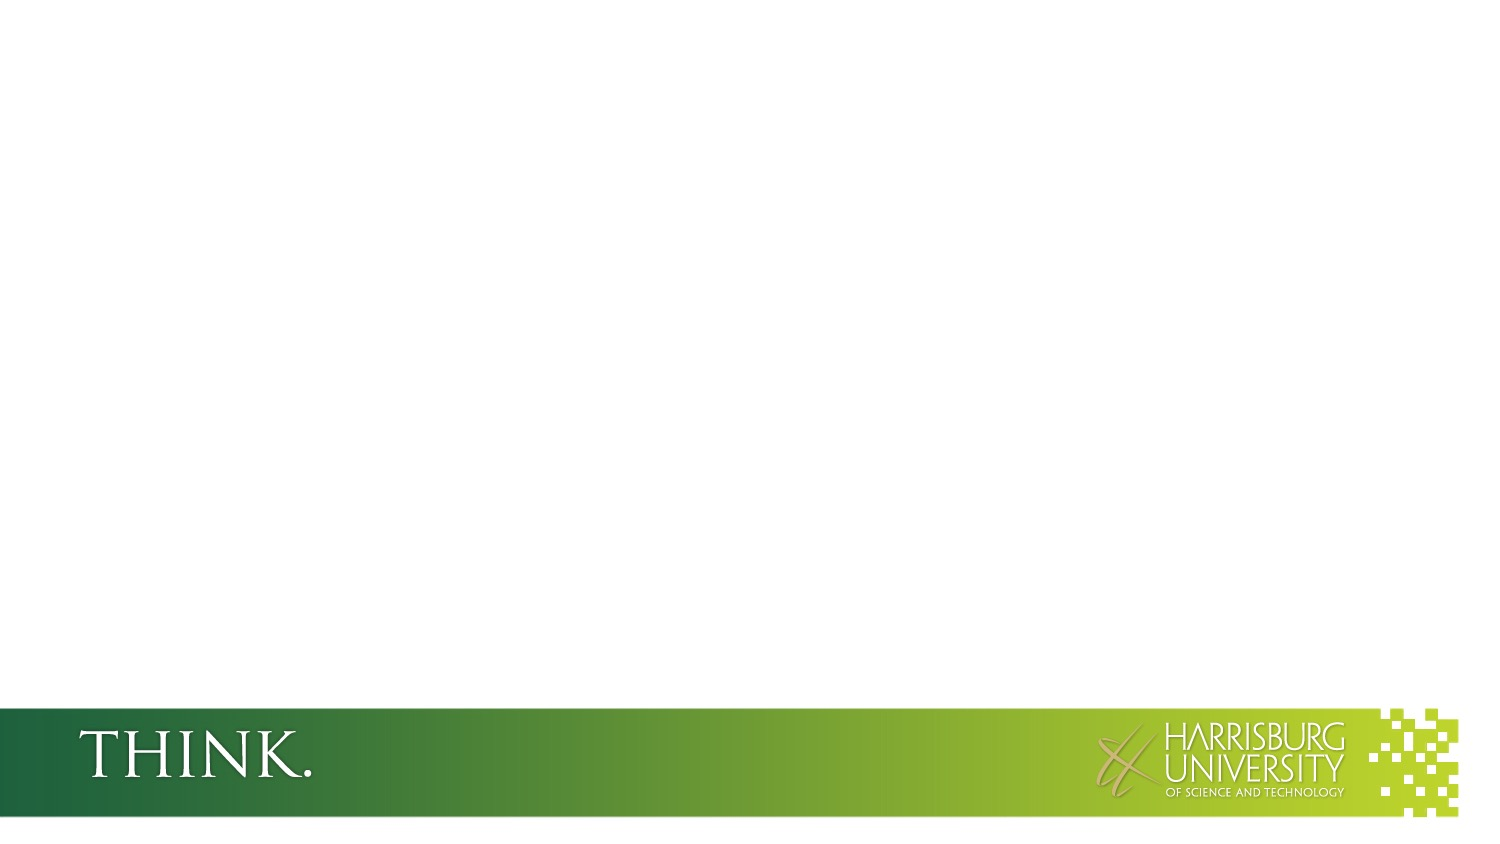 THINK.
HARRISBURG
UNIVERSITY
OF SCIENCE AND TECHNOLOGY